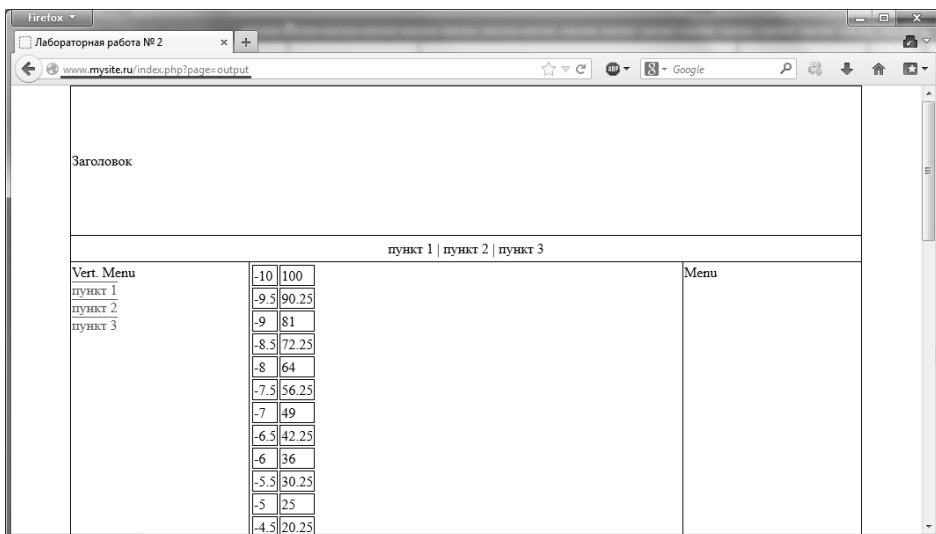 Firefox
Лабораторная работа № 2
www.mysite.ru/index.php?page=output
ABP
Google
Заголовок
пункт 1 | пункт 2 | пункт 3
Vert. Menu
пункт 1
пункт 2
пункт 3
-10 100
-9.5 90.25
-9 81
-8.5 72.25
-8 64
-7.5 56.25
-7 49
-6.5 42.25
-6 36
-5.5 30.25
-5 25
-4.5 20.25
Menu